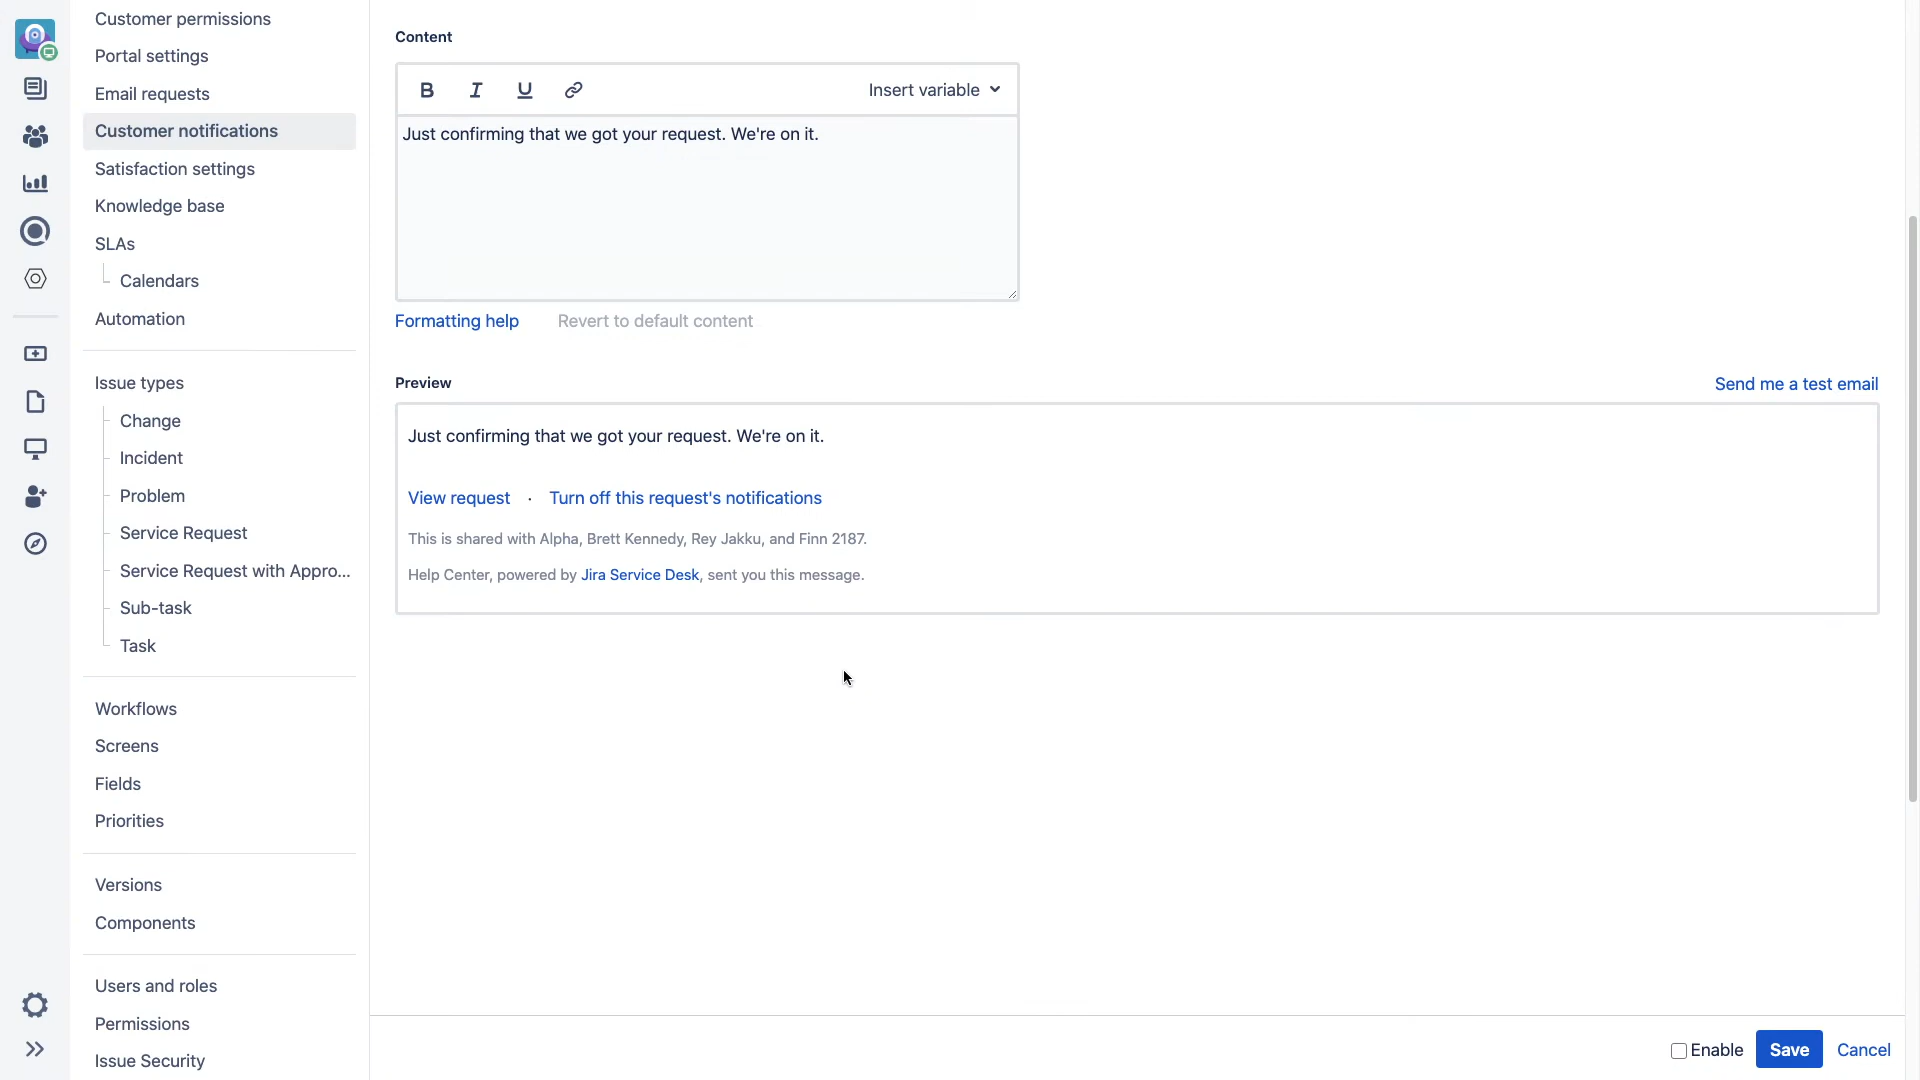 Customer permissions
Portal settings
Email requests
Customer notifications
Satisfaction settings
Knowledge base
SLAs
Calendars
Automation
Issue types
Change
Incident
Problem
Service Request
Service Request with Appro...
Sub-task
Task
Workflows
Screens
Fields
Priorities
Versions
Components
Users and roles
Permissions
Issue Security
Content
B I U Insert variable
Just confirming that we got your request. We're on it.
Formatting help Revert to default content
Preview Send me a test email
Just confirming that we got your request. We're on it.
View request · Turn off this request's notifications
This is shared with Alpha, Brett Kennedy, Rey Jakku, and Finn 2187.
Help Center, powered by Jira Service Desk, sent you this message.
Enable Save Cancel